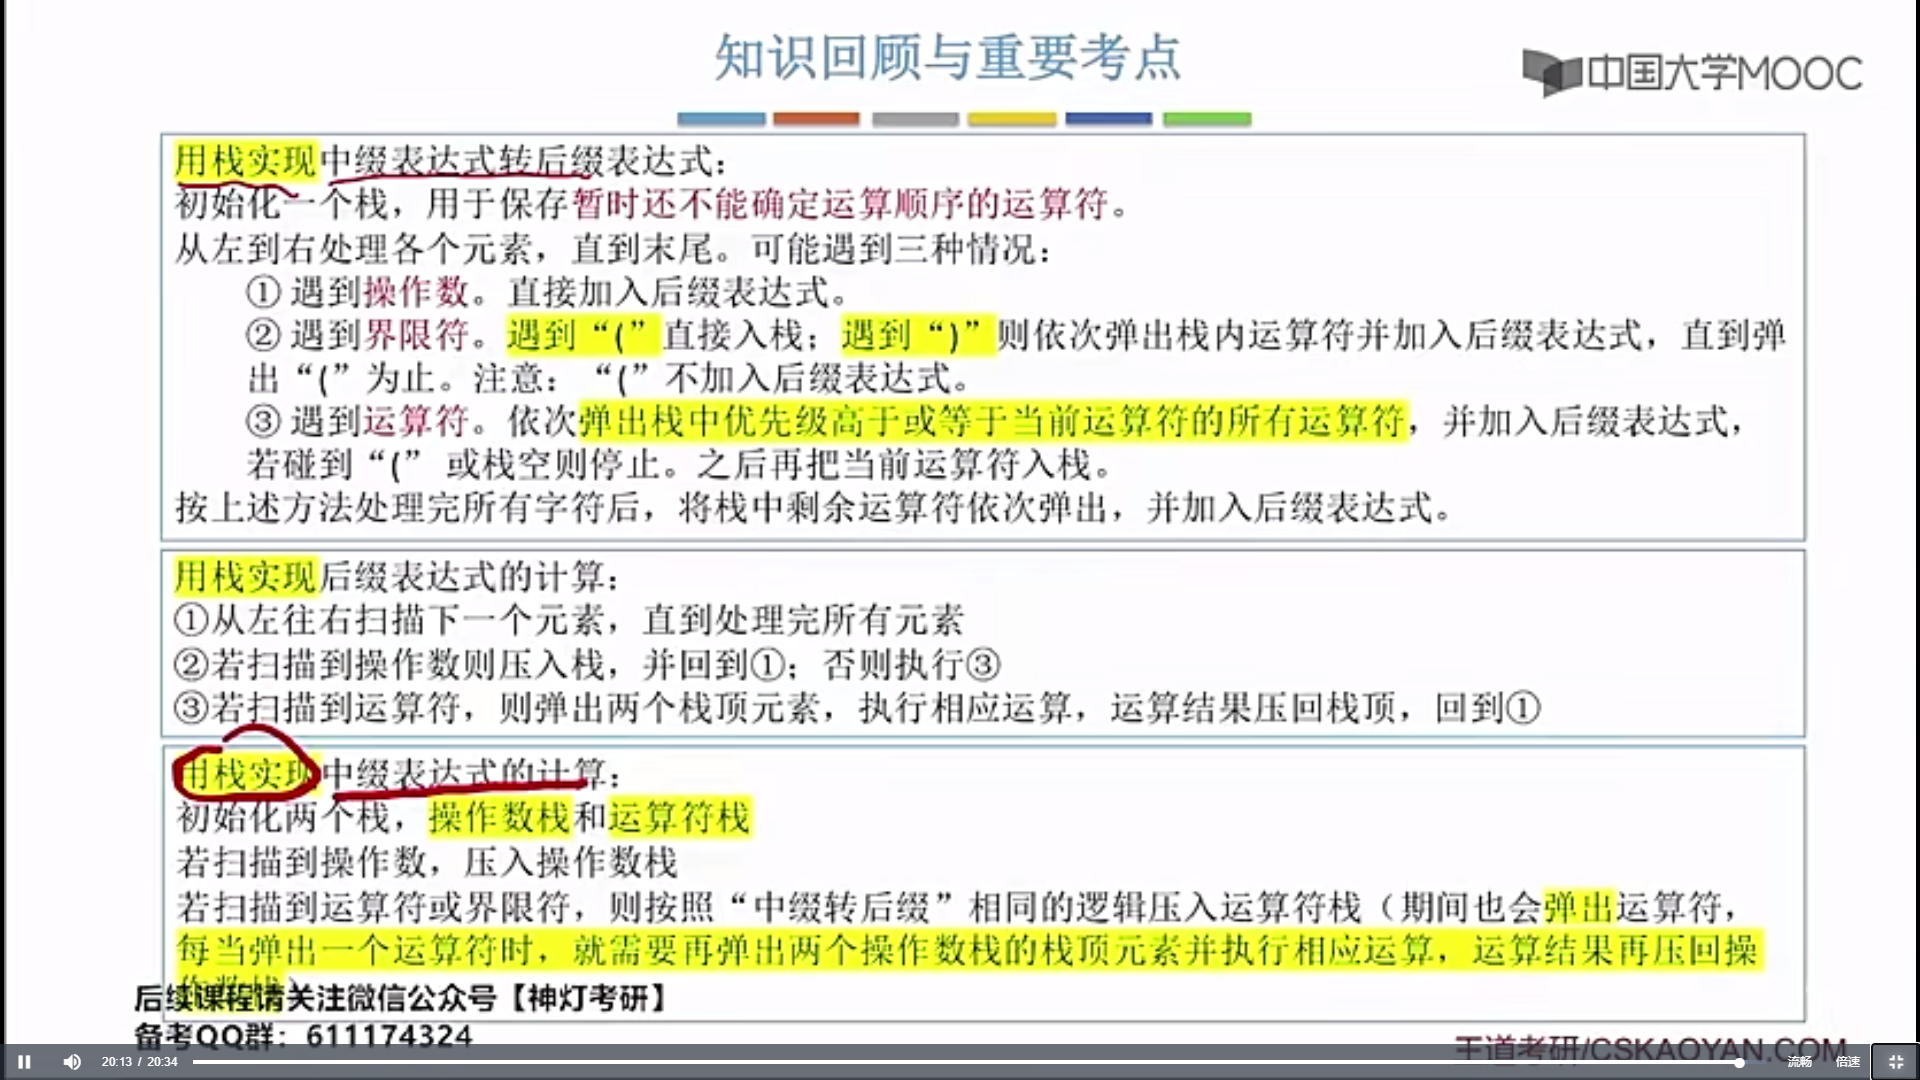 知识回顾与重要考点
中国大学MOOC
用栈实现中缀表达式转后缀表达式：
初始化一个栈，用于保存暂时还不能确定运算顺序的运算符。
从左到右处理各个元素，直到末尾。可能遇到三种情况：
① 遇到操作数。直接加入后缀表达式。
② 遇到界限符。遇到“(”直接入栈；遇到“)”则依次弹出栈内运算符并加入后缀表达式，直到弹
出“(”为止。注意：“(”不加入后缀表达式。
③ 遇到运算符。依次弹出栈中优先级高于或等于当前运算符的所有运算符，并加入后缀表达式，
若碰到“(” 或栈空则停止。之后再把当前运算符入栈。
按上述方法处理完所有字符后，将栈中剩余运算符依次弹出，并加入后缀表达式。
用栈实现后缀表达式的计算：
①从左往右扫描下一个元素，直到处理完所有元素
②若扫描到操作数则压入栈，并回到①；否则执行③
③若扫描到运算符，则弹出两个栈顶元素，执行相应运算，运算结果压回栈顶，回到①
用栈实现中缀表达式的计算：
初始化两个栈，操作数栈和运算符栈
若扫描到操作数，压入操作数栈
若扫描到运算符或界限符，则按照“中缀转后缀”相同的逻辑压入运算符栈（期间也会弹出运算符，
每当弹出一个运算符时，就需要再弹出两个操作数栈的栈顶元素并执行相应运算，运算结果再压回操
后续课程请关注微信公众号【神灯考研】
备考QQ群：611174324
王道考研/CSKAOYAN.COM
20:13 / 20:34
流畅
倍速